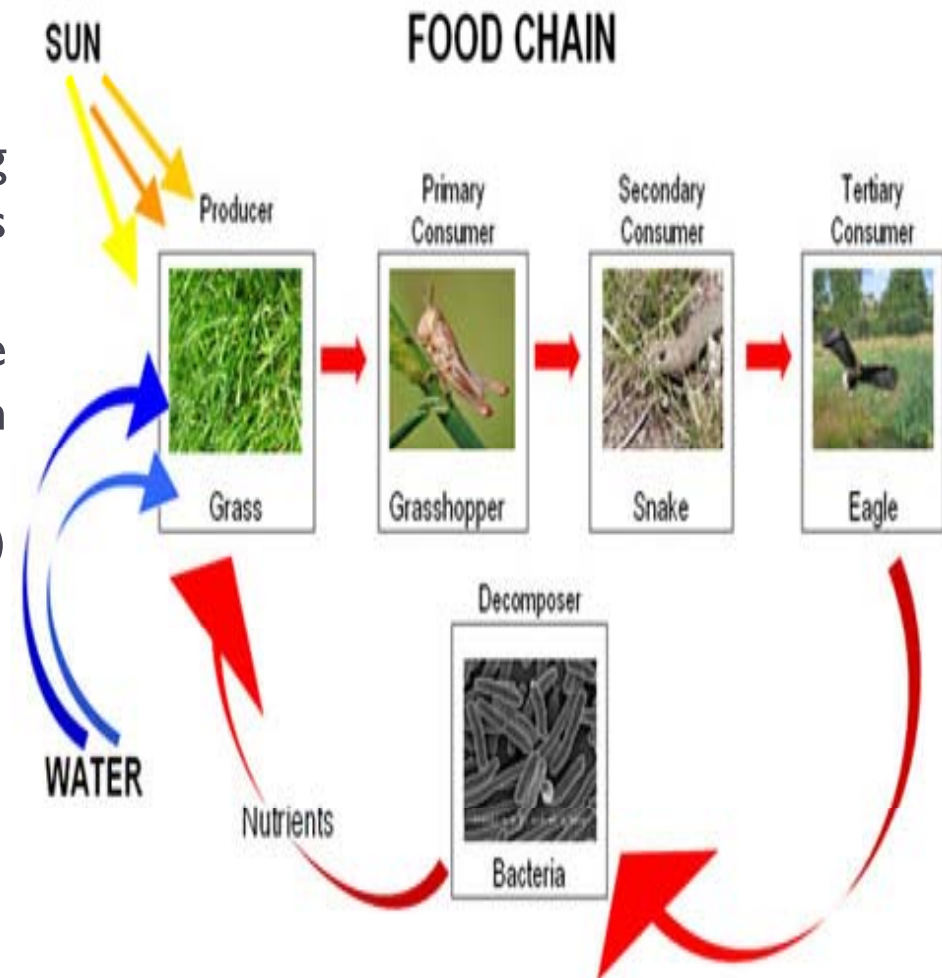 SUN
FOOD CHAIN
g
s
e
n
)
Producer
Primary
Consumer
Secondary
Consumer
Tertiary
Consumer
Grass
Grasshopper
Snake
Eagle
Decomposer
WATER
Nutrients
Bacteria